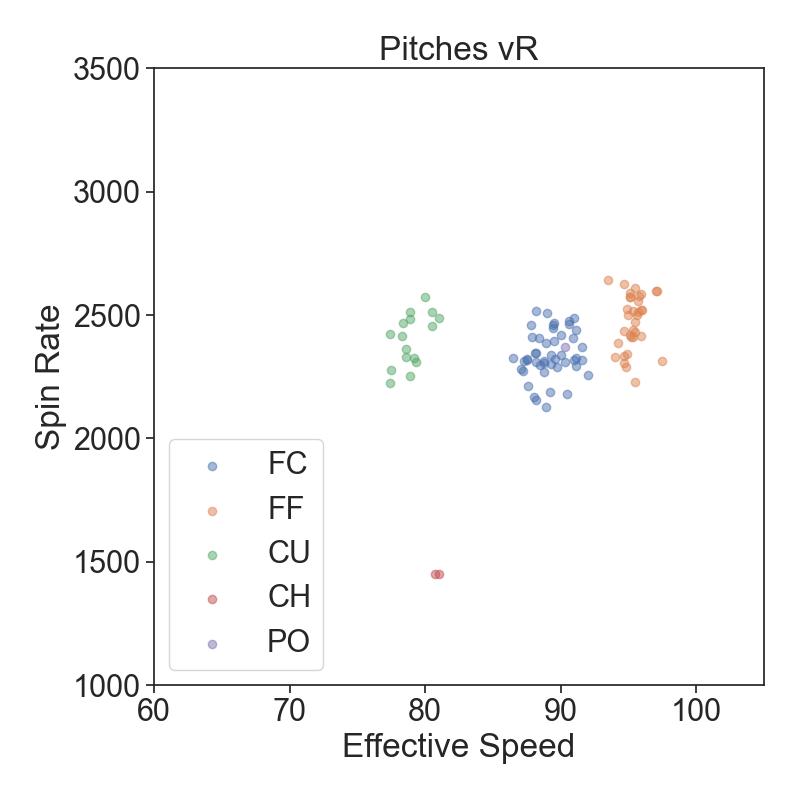 Pitches vR
3500
3000
2500
2000
1500
1000
Spin Rate
FC
FF
CU
CH
PO
60 70 80 90 100
Effective Speed